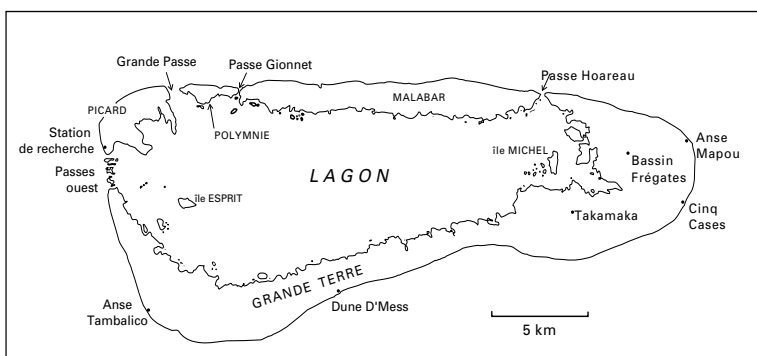 Grande Passe
Passe Gionnet
Passe Hoareau
PICARD
POLYMNIE
MALABAR
Station
de recherche
Passes
ouest
LAGON
île MICHEL
île ESPRIT
Anse
Mapou
Bassin
Frégates
Takamaka
Cinq
Cases
GRANDE TERRE
Anse
Tambalico
Dune D'Mess
5 km